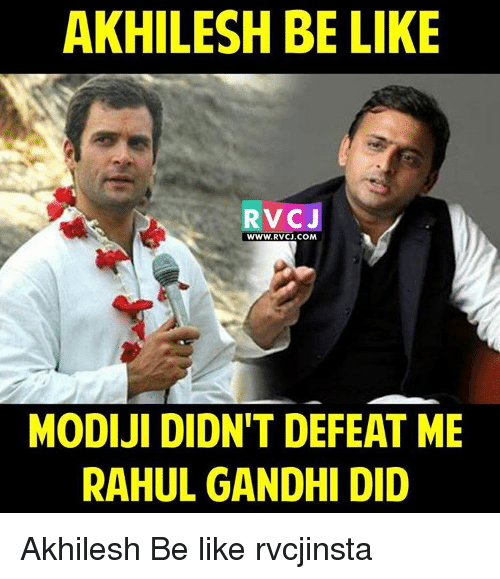 AKHILESH BE LIKE
RVCJ
WWW.RVCJ.COM
MODIJI DIDN'T DEFEAT ME
RAHUL GANDHI DID
Akhilesh Be like rvcjinsta